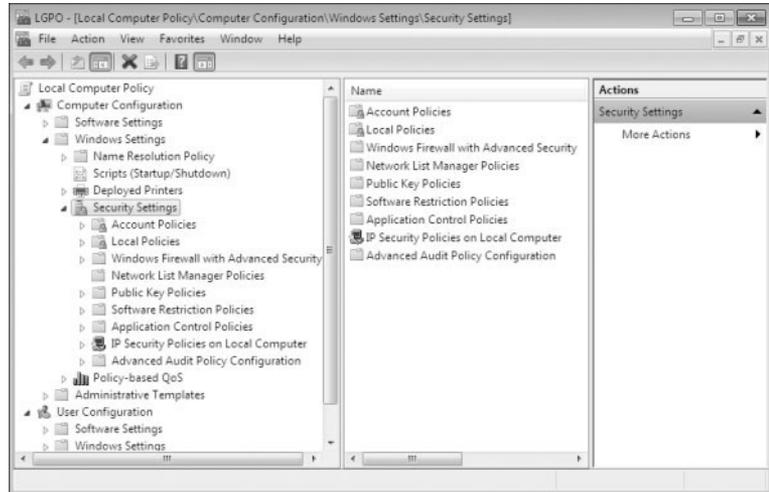 LGPO - [Local Computer Policy\Computer Configuration\Windows Settings\Security Settings]
File Action View Favorites Window Help
Local Computer Policy
Computer Configuration
Software Settings
Windows Settings
Name Resolution Policy
Scripts (Startup/Shutdown)
Deployed Printers
Security Settings
Account Policies
Local Policies
Windows Firewall with Advanced Security
Network List Manager Policies
Public Key Policies
Software Restriction Policies
Application Control Policies
IP Security Policies on Local Computer
Advanced Audit Policy Configuration
Policy-based QoS
Administrative Templates
User Configuration
Software Settings
Windows Settings
Name
Account Policies
Local Policies
Windows Firewall with Advanced Security
Network List Manager Policies
Public Key Policies
Software Restriction Policies
Application Control Policies
IP Security Policies on Local Computer
Advanced Audit Policy Configuration
Actions
Security Settings
More Actions